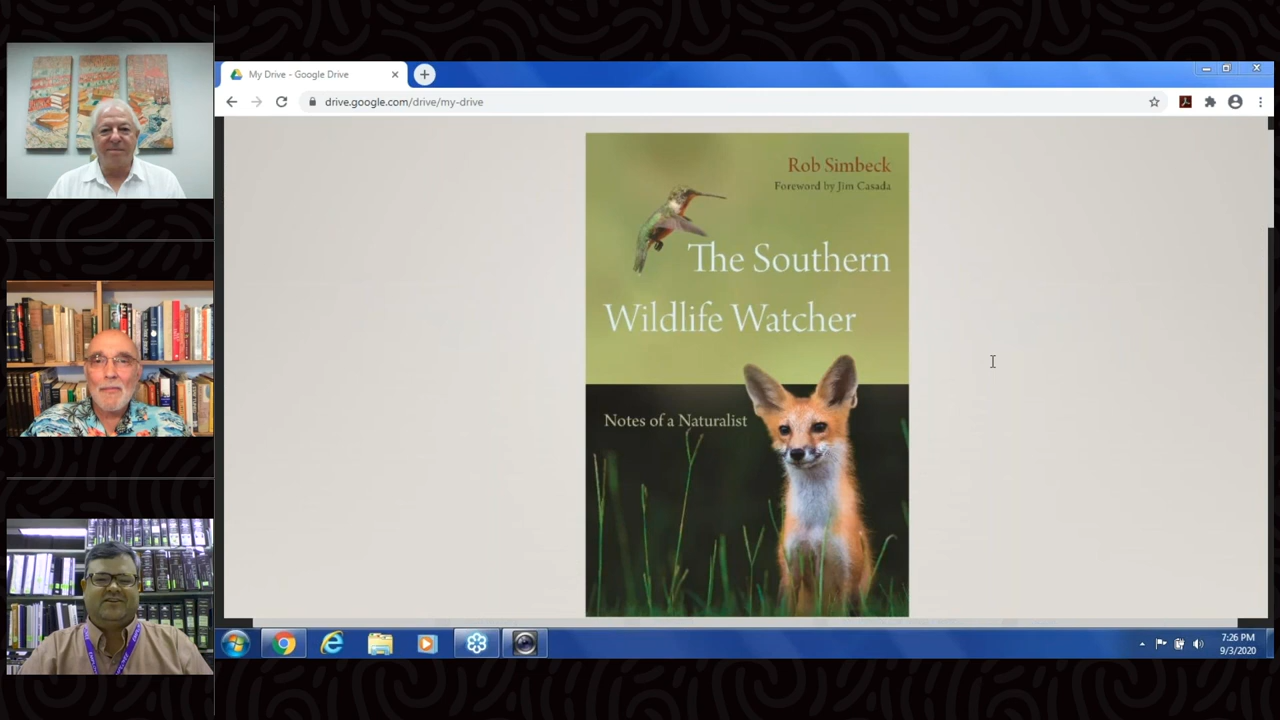 My Drive - Google Drive
drive.google.com/drive/my-drive
Rob Simbeck
Foreword by Jim Casada
The Southern
Wildlife Watcher
Notes of a Naturalist
7:26 PM
9/3/2020